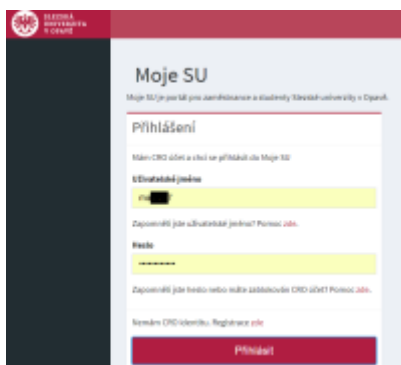 SLEZSKÁ
UNIVERZITA
V OPAVĚ
Moje SU
Moje SU je portál pro zaměstnance a studenty Slezské univerzity v Opavě.
Přihlášení
Mám CRO účet a chci se přihlásit do Moje SU
Uživatelské jméno
Zapomněli jste uživatelské jméno? Pomoc zde.
Heslo
••••••••••
Zapomněli jste heslo nebo máte zablokován CRO účet? Pomoc zde.
Nemám CRO identitu. Registrace zde
Přihlásit